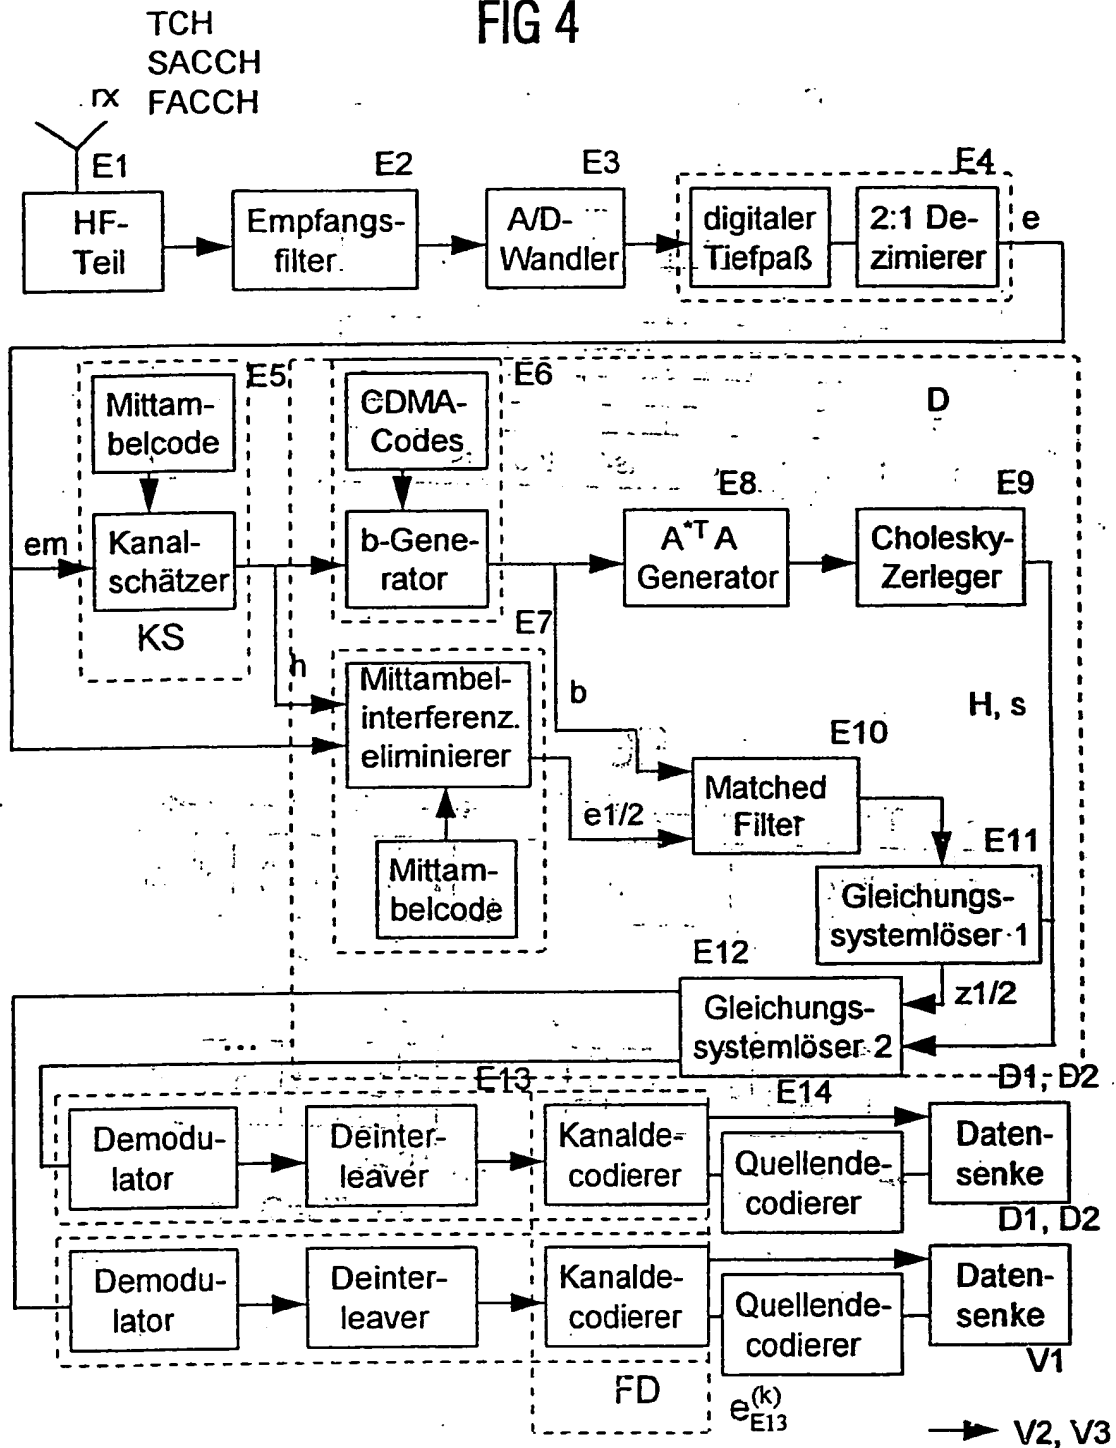 FIG 4
TCH
SACCH
FACCH
rx
E1
HF-
Teil
E2
Empfangs-
filter
E3
A/D-
Wandler
E4
digitaler
Tiefpaß
2:1 De-
zimierer
e
E5
Mittam-
belcode
em
Kanal-
schätzer
KS
h
E6
CDMA-
Codes
b-Gene-
rator
D
E8
A*T A
Generator
E9
Cholesky-
Zerleger
E7
Mittambel-
interferenz-
eliminierer
Mittam-
belcode
b
e1/2
H, s
E10
Matched
Filter
E11
Gleichungs-
systemlöser 1
z1/2
E12
Gleichungs-
systemlöser 2
...
E13
Demodu-
lator
Deinter-
leaver
Kanalde-
codierer
E14
Quellende-
codierer
D1, D2
Daten-
senke
D1, D2
Demodu-
lator
Deinter-
leaver
Kanalde-
codierer
Quellende-
codierer
Daten-
senke
V1
FD
e(k)E13
V2, V3